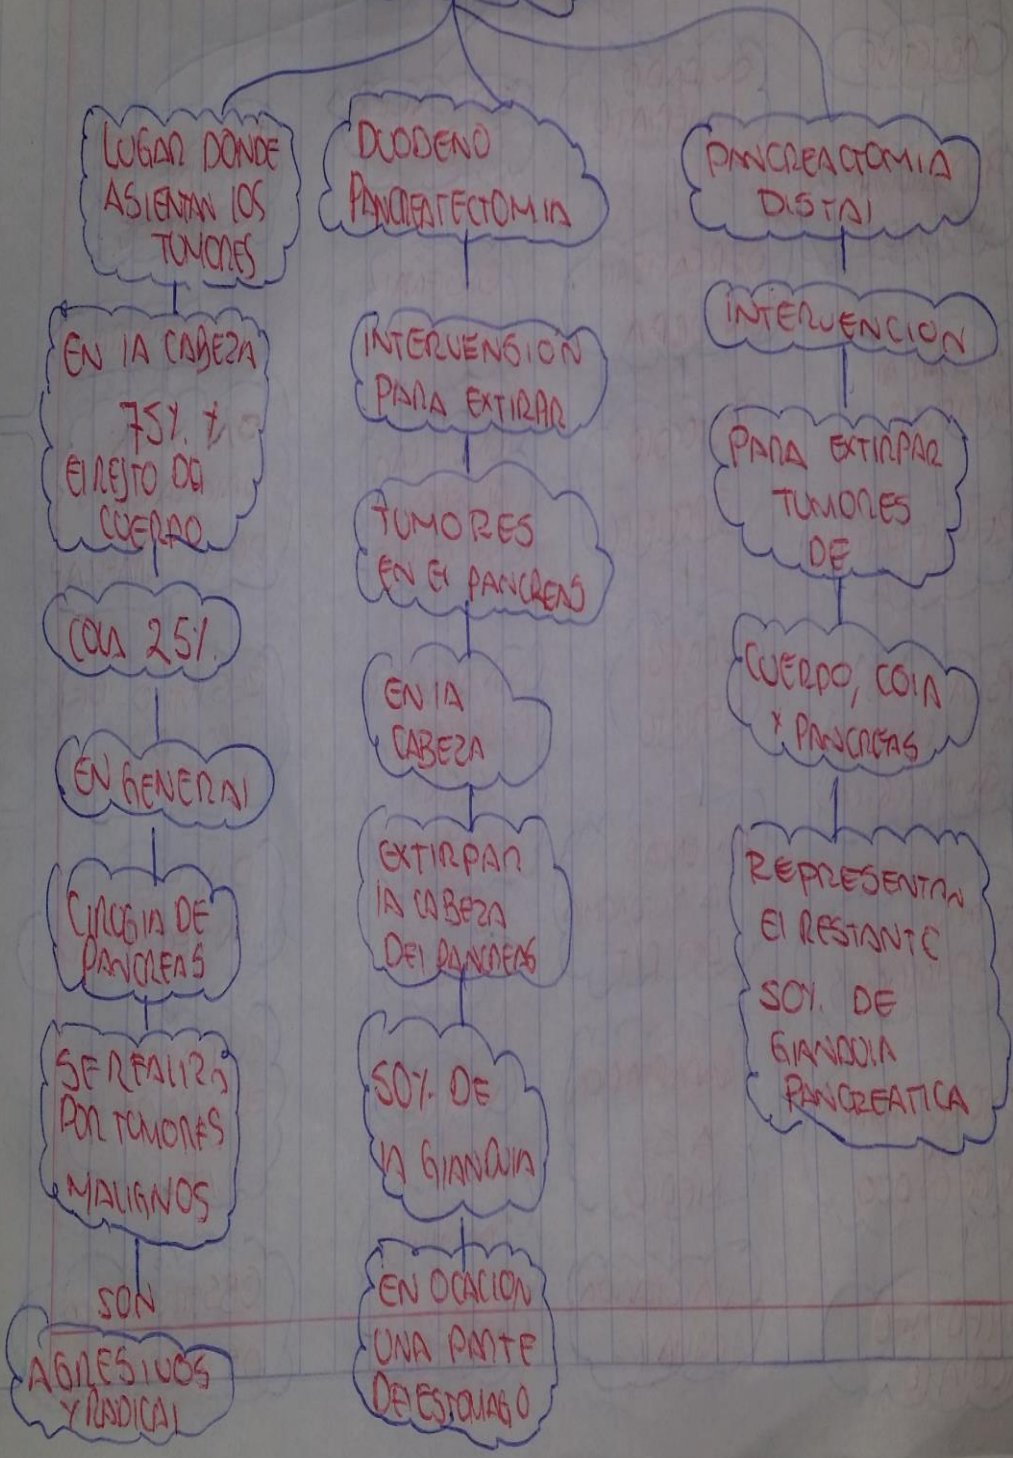 LUGAR DONDE
ASIENTAN LOS
TUMORES
EN LA CABEZA
75%. Y
El RESTO DEl
CUERPO
COLA 25%.
EN GENERAL
CIRUGIA DE
PANCREAS
SE REALIZA
POR TUMORES
MALIGNOS
SON
AGRESIVOS
Y RADICAL
DUODENO
PANCREATECTOMIA
INTERVENSION
PARA EXTIRAR
TUMORES
EN El PANCREAS
EN LA
CABEZA
EXTIRPAR
LA CABEZA
DEL PANCREAS
50%. DE
LA GLANDULA
EN OCACION
UNA PARTE
DEL ESTOMAGO
PANCREACTOMIA
DISTAL
INTERVENCION
PARA EXTIRPAR
TUMORES
DE
CUERPO, COLA
Y PANCREAS
REPRESENTAN
El RESTANTE
50%. DE
GLANDULA
PANCREATICA